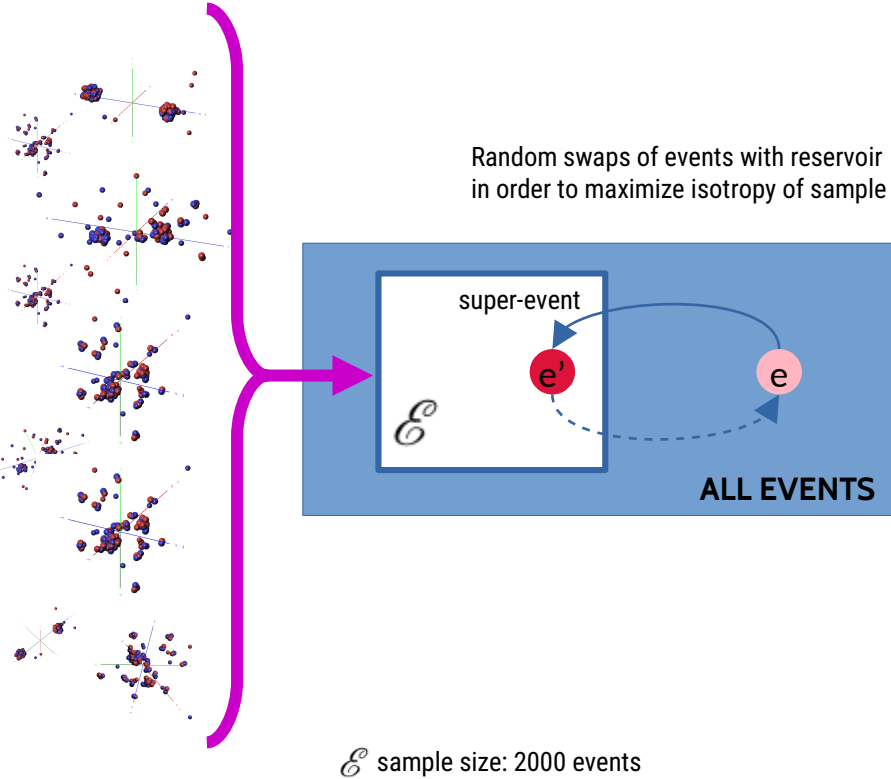 Random swaps of events with reservoir
in order to maximize isotropy of sample
super-event
e’
e
ℰ
ALL EVENTS
ℰ sample size: 2000 events